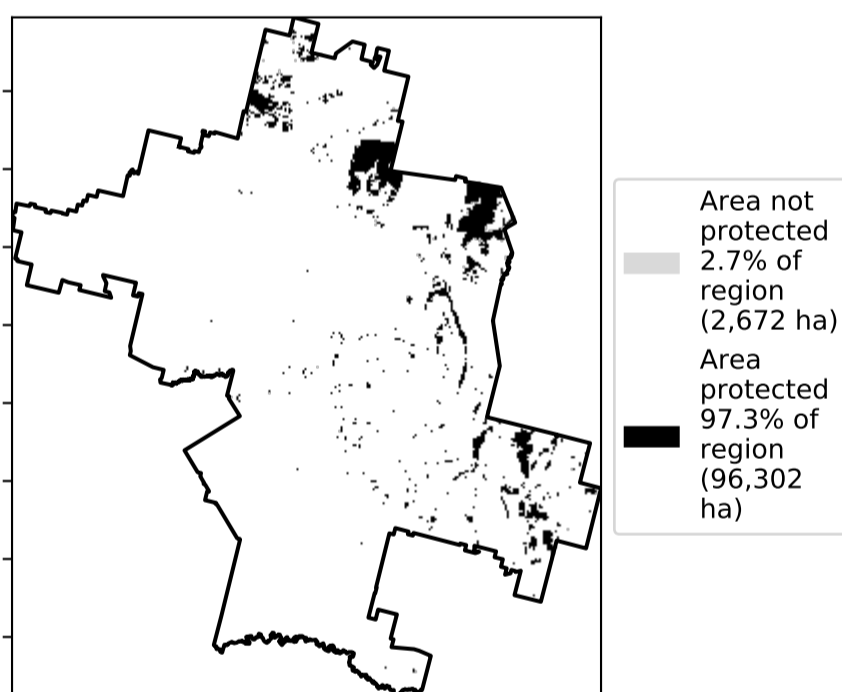 Area not
protected
2.7% of
region
(2,672 ha)
Area
protected
97.3% of
region
(96,302
ha)